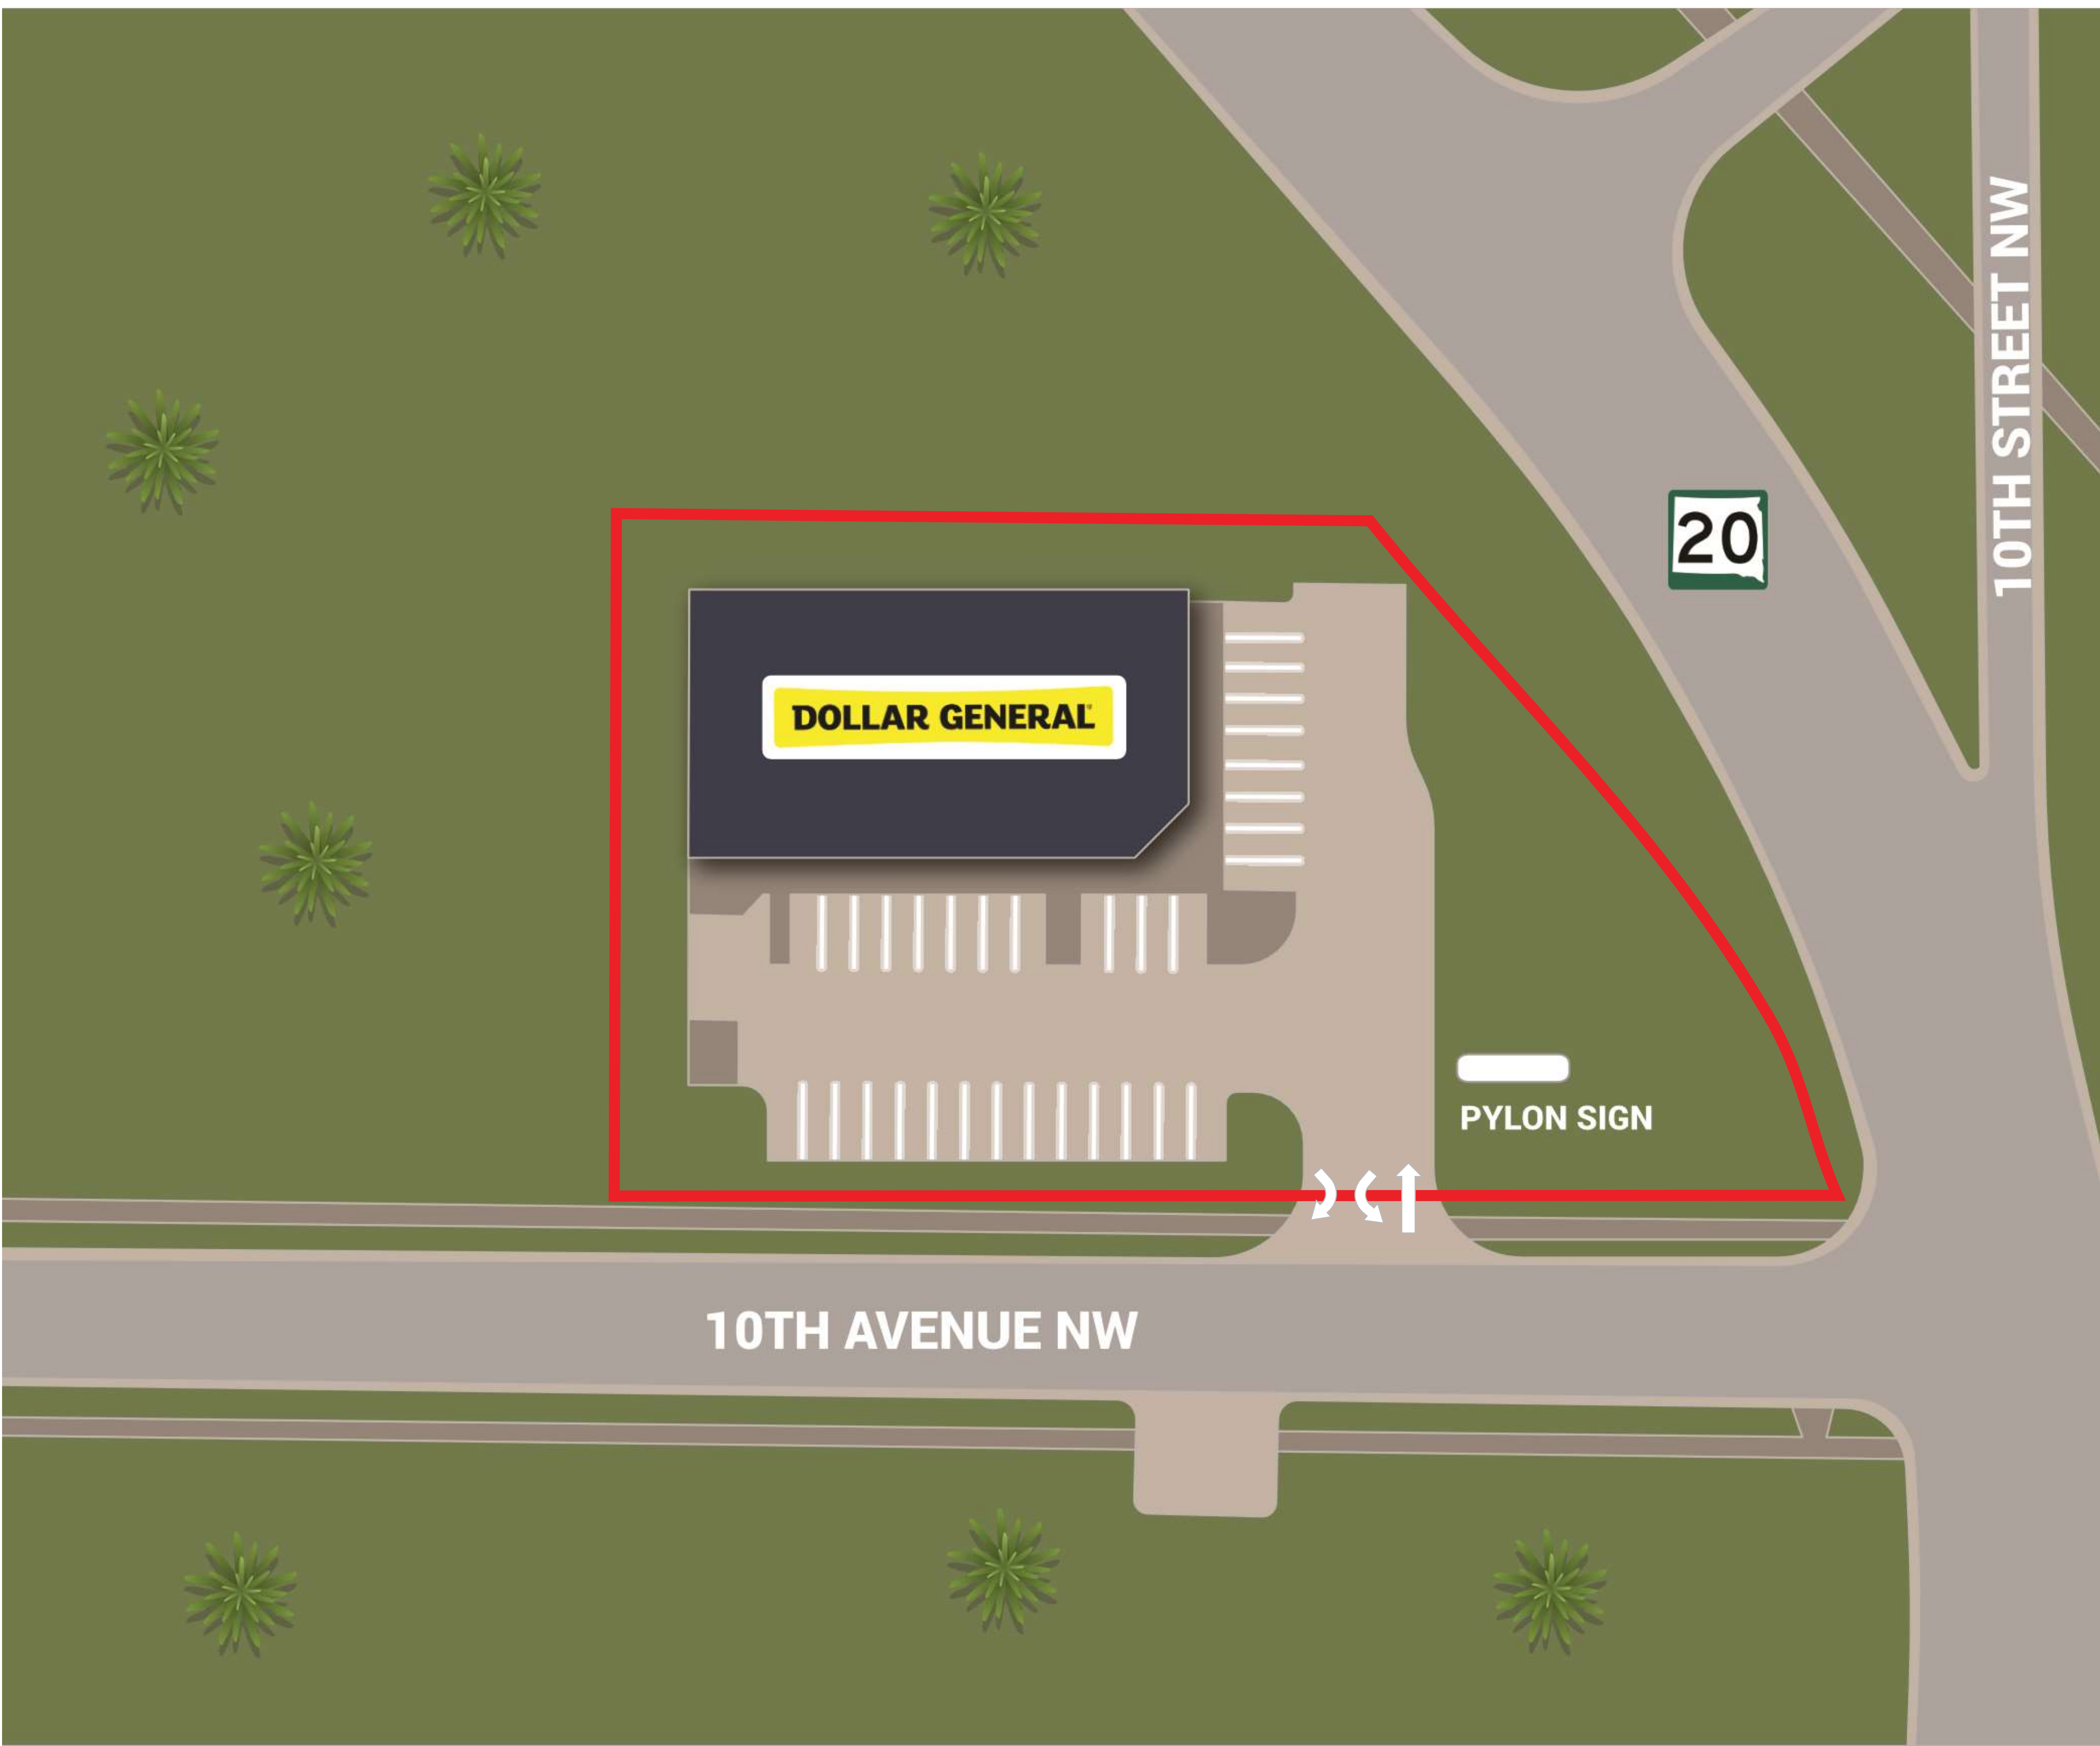 10TH STREET NW
20
DOLLAR GENERAL®
PYLON SIGN
10TH AVENUE NW